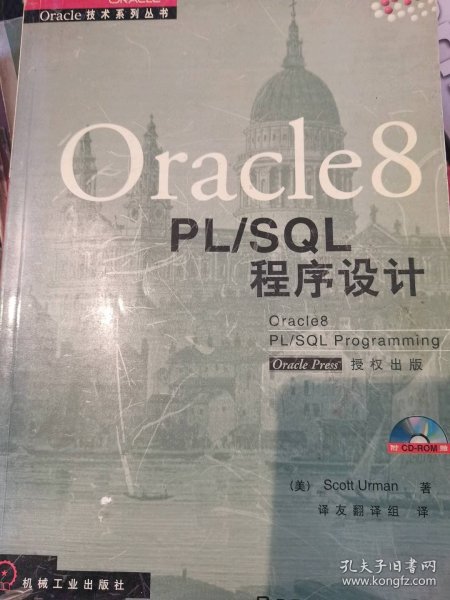 ORACLE
Oracle技术系列丛书
Oracle8
PL/SQL
程序设计
Oracle8
PL/SQL Programming
Oracle Press 授权出版
附 CD-ROM
(美) Scott Urman 著
译友翻译组 译
机械工业出版社
孔夫子旧书网
www.kongfz.com